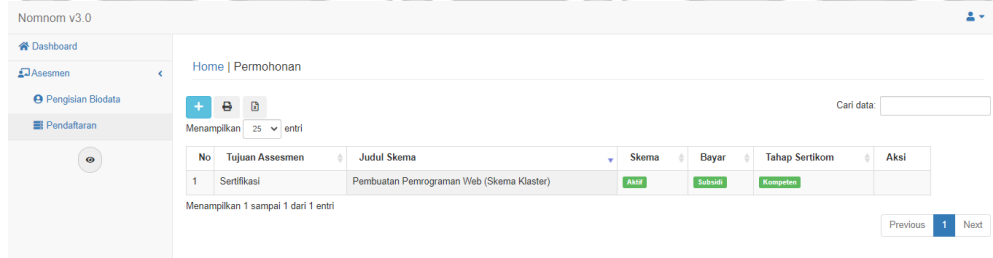 Nomnom v3.0
Dashboard
Asesmen
Pengisian Biodata
Pendaftaran
Home | Permohonan
Cari data:
Menampilkan 25 entri
No Tujuan Assesmen Judul Skema Skema Bayar Tahap Sertikom Aksi
1 Sertifikasi Pembuatan Pemrograman Web (Skema Klaster) Aktif Subsidi Kompeten
Menampilkan 1 sampai 1 dari 1 entri
Previous 1 Next